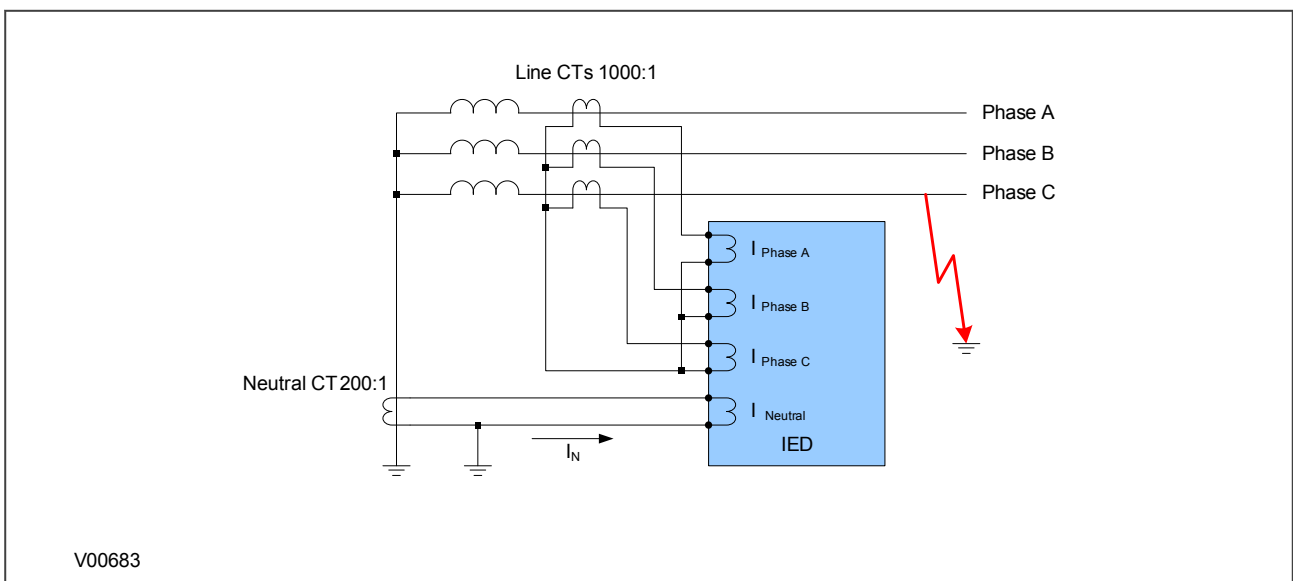 Line CTs 1000:1
Phase A
Phase B
Phase C
I Phase A
I Phase B
I Phase C
Neutral CT 200:1
I Neutral
IED
IN
V00683